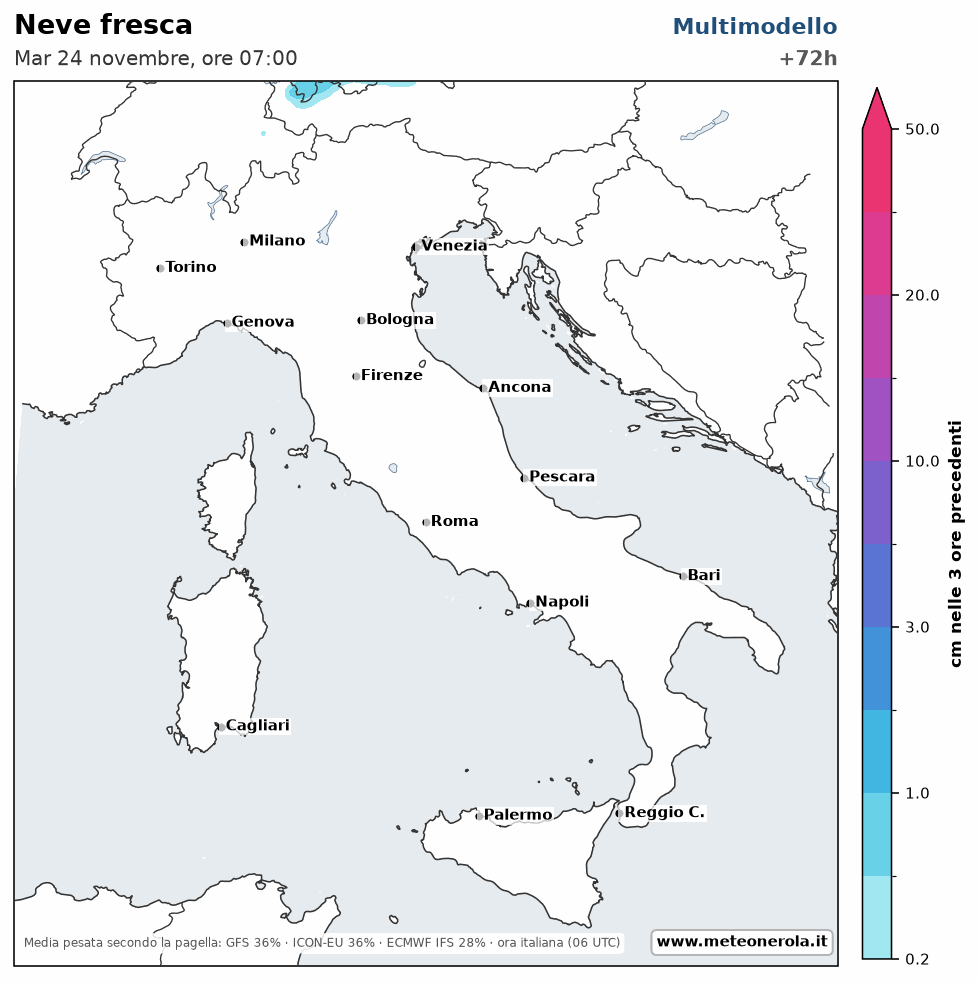 Neve fresca
Multimodello
Mar 24 novembre, ore 07:00
+72h
50.0
20.0
10.0
3.0
1.0
0.2
cm nelle 3 ore precedenti
Milano
Venezia
Torino
Genova
Bologna
Firenze
Ancona
Pescara
Roma
Bari
Napoli
Cagliari
Palermo
Reggio C.
Media pesata secondo la pagella: GFS 36% · ICON-EU 36% · ECMWF IFS 28% · ora italiana (06 UTC)
www.meteonerola.it